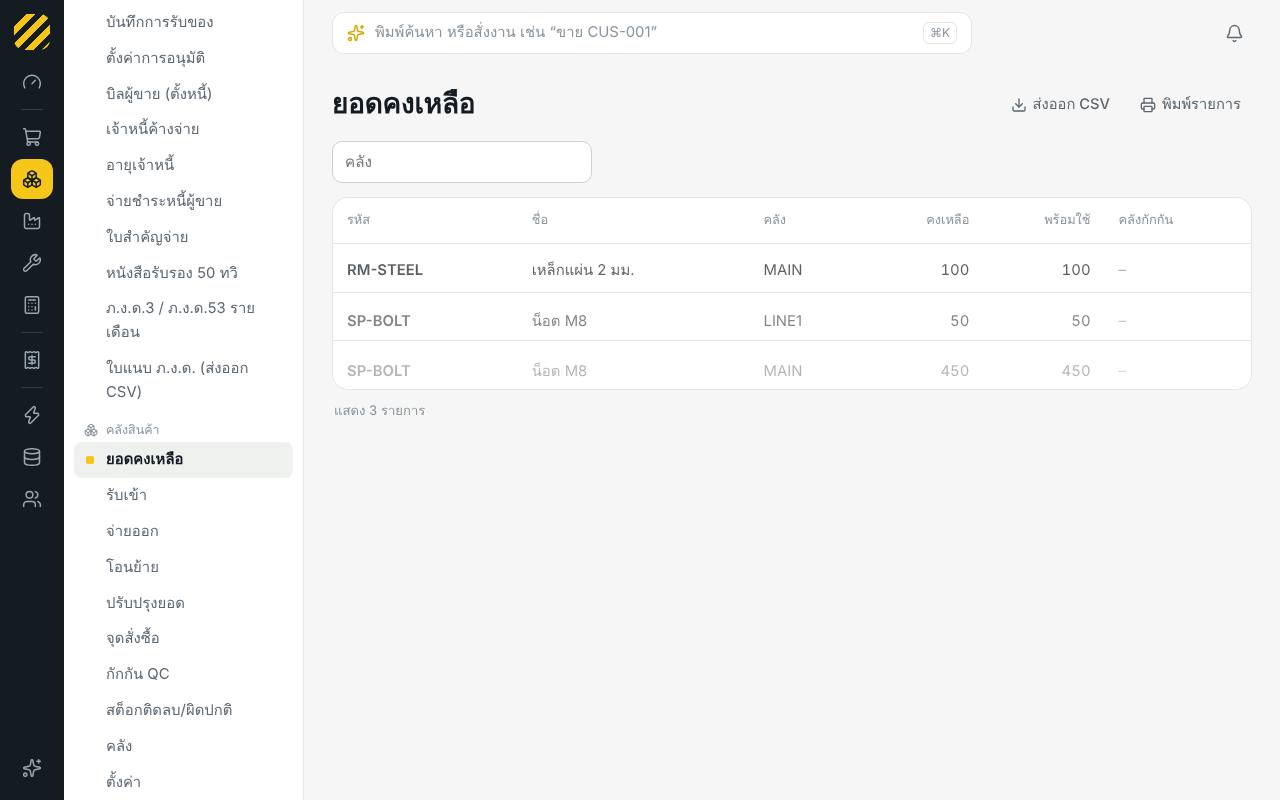 บันทึกการรับของ
ตั้งค่าการอนุมัติ
บิลผู้ขาย (ตั้งหนี้)
เจ้าหนี้ค้างจ่าย
อายุเจ้าหนี้
จ่ายชำระหนี้ผู้ขาย
ใบสำคัญจ่าย
หนังสือรับรอง 50 ทวิ
ภ.ง.ด.3 / ภ.ง.ด.53 ราย
เดือน
ใบแนบ ภ.ง.ด. (ส่งออก
CSV)
คลังสินค้า
ยอดคงเหลือ
รับเข้า
จ่ายออก
โอนย้าย
ปรับปรุงยอด
จุดสั่งซื้อ
กักกัน QC
สต็อกติดลบ/ผิดปกติ
คลัง
ตั้งค่า
พิมพ์ค้นหา หรือสั่งงาน เช่น “ขาย CUS-001” ⌘K
ยอดคงเหลือ
ส่งออก CSV พิมพ์รายการ
คลัง
รหัส ชื่อ คลัง คงเหลือ พร้อมใช้ คลังกักกัน
RM-STEEL เหล็กแผ่น 2 มม. MAIN 100 100 –
SP-BOLT น็อต M8 LINE1 50 50 –
SP-BOLT น็อต M8 MAIN 450 450 –
แสดง 3 รายการ